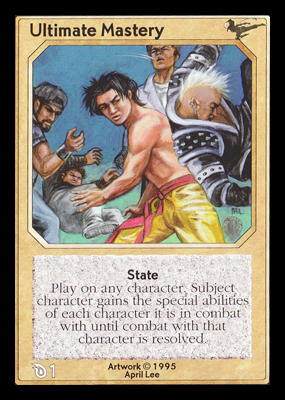 Ultimate Mastery
State
Play on any character. Subject
character gains the special abilities
of each character it is in combat
with until combat with that
character is resolved.
1
Artwork © 1995
April Lee